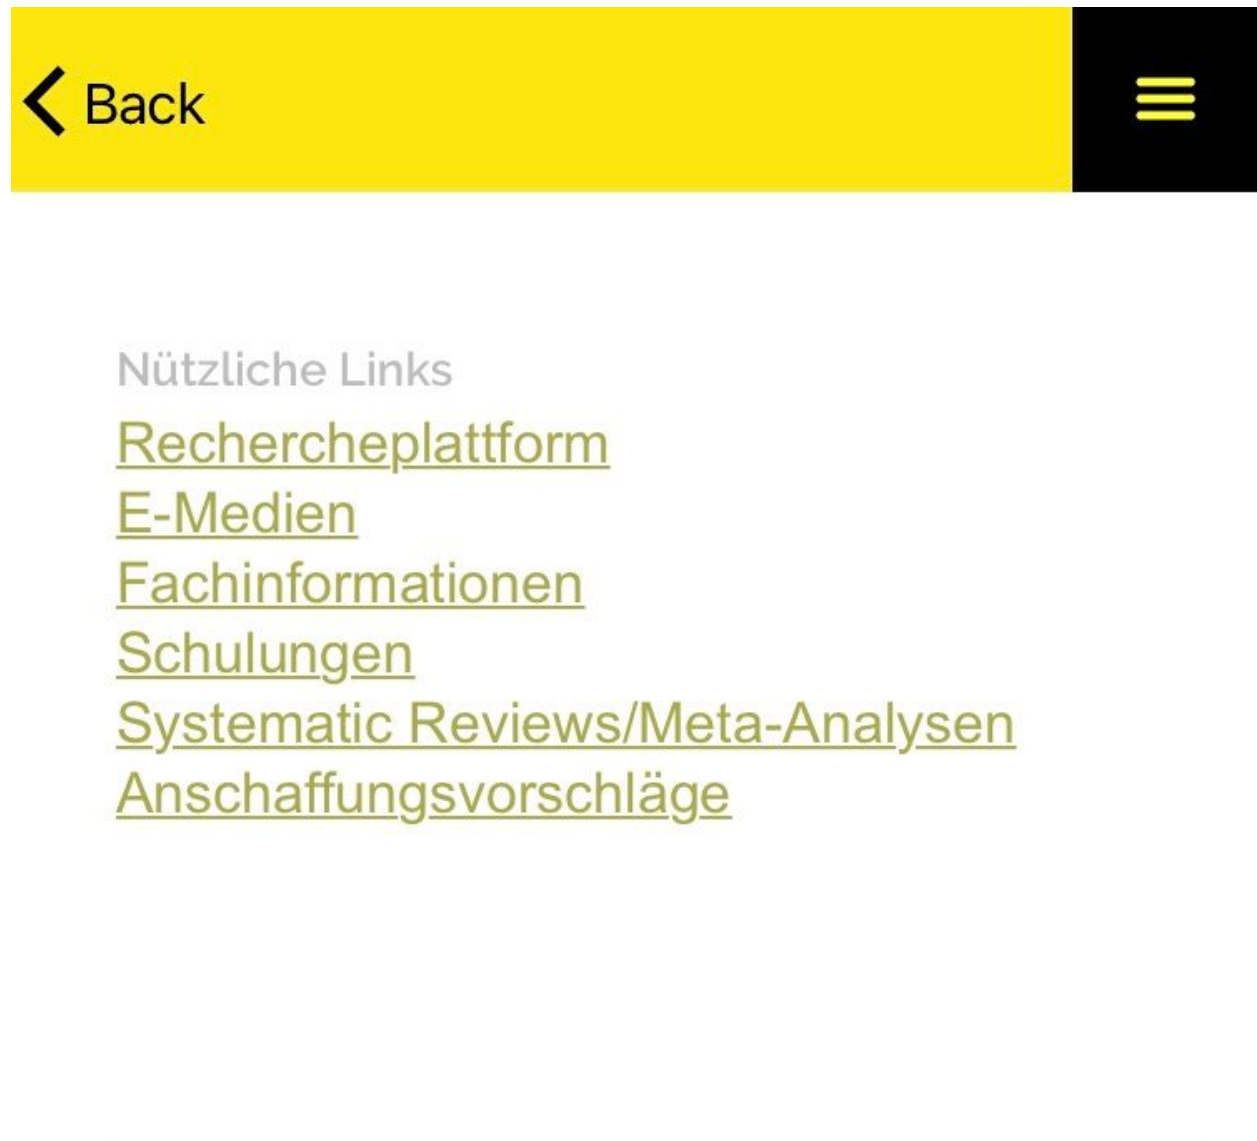 Back
Nützliche Links
Rechercheplattform
E-Medien
Fachinformationen
Schulungen
Systematic Reviews/Meta-Analysen
Anschaffungsvorschläge